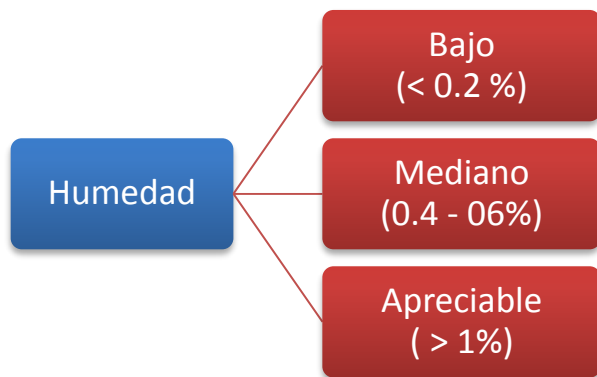 Humedad
Bajo
(< 0.2 %)
Mediano
(0.4 - 06%)
Apreciable
( > 1%)